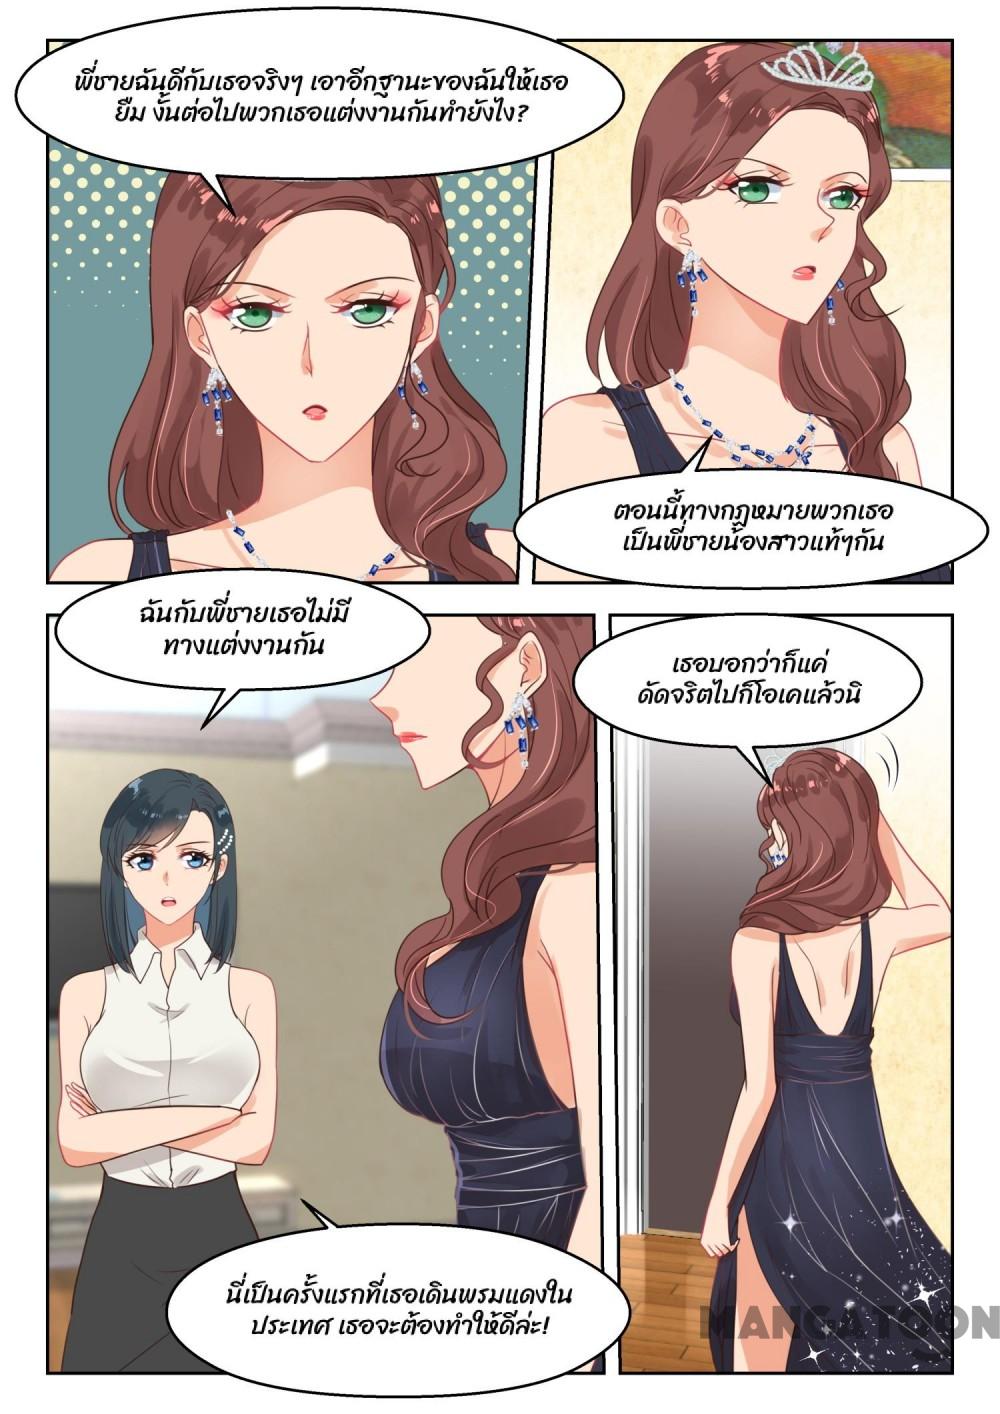 พี่ชายฉันดีกับเธอจริงๆ เอาอีกฐานะของฉันให้เธอ
ยืม งั้นต่อไปพวกเธอแต่งงานกันทำยังไง?
ตอนนี้ทางกฎหมายพวกเธอ
เป็นพี่ชายน้องสาวแท้ๆกัน
ฉันกับพี่ชายเธอไม่มี
ทางแต่งงานกัน
เธอบอกว่าก็แค่
ดัดจริตไปก็โอเคแล้วนิ
นี่เป็นครั้งแรกที่เธอเดินพรมแดงใน
ประเทศ เธอจะต้องทำให้ดีล่ะ!
MANGATOON